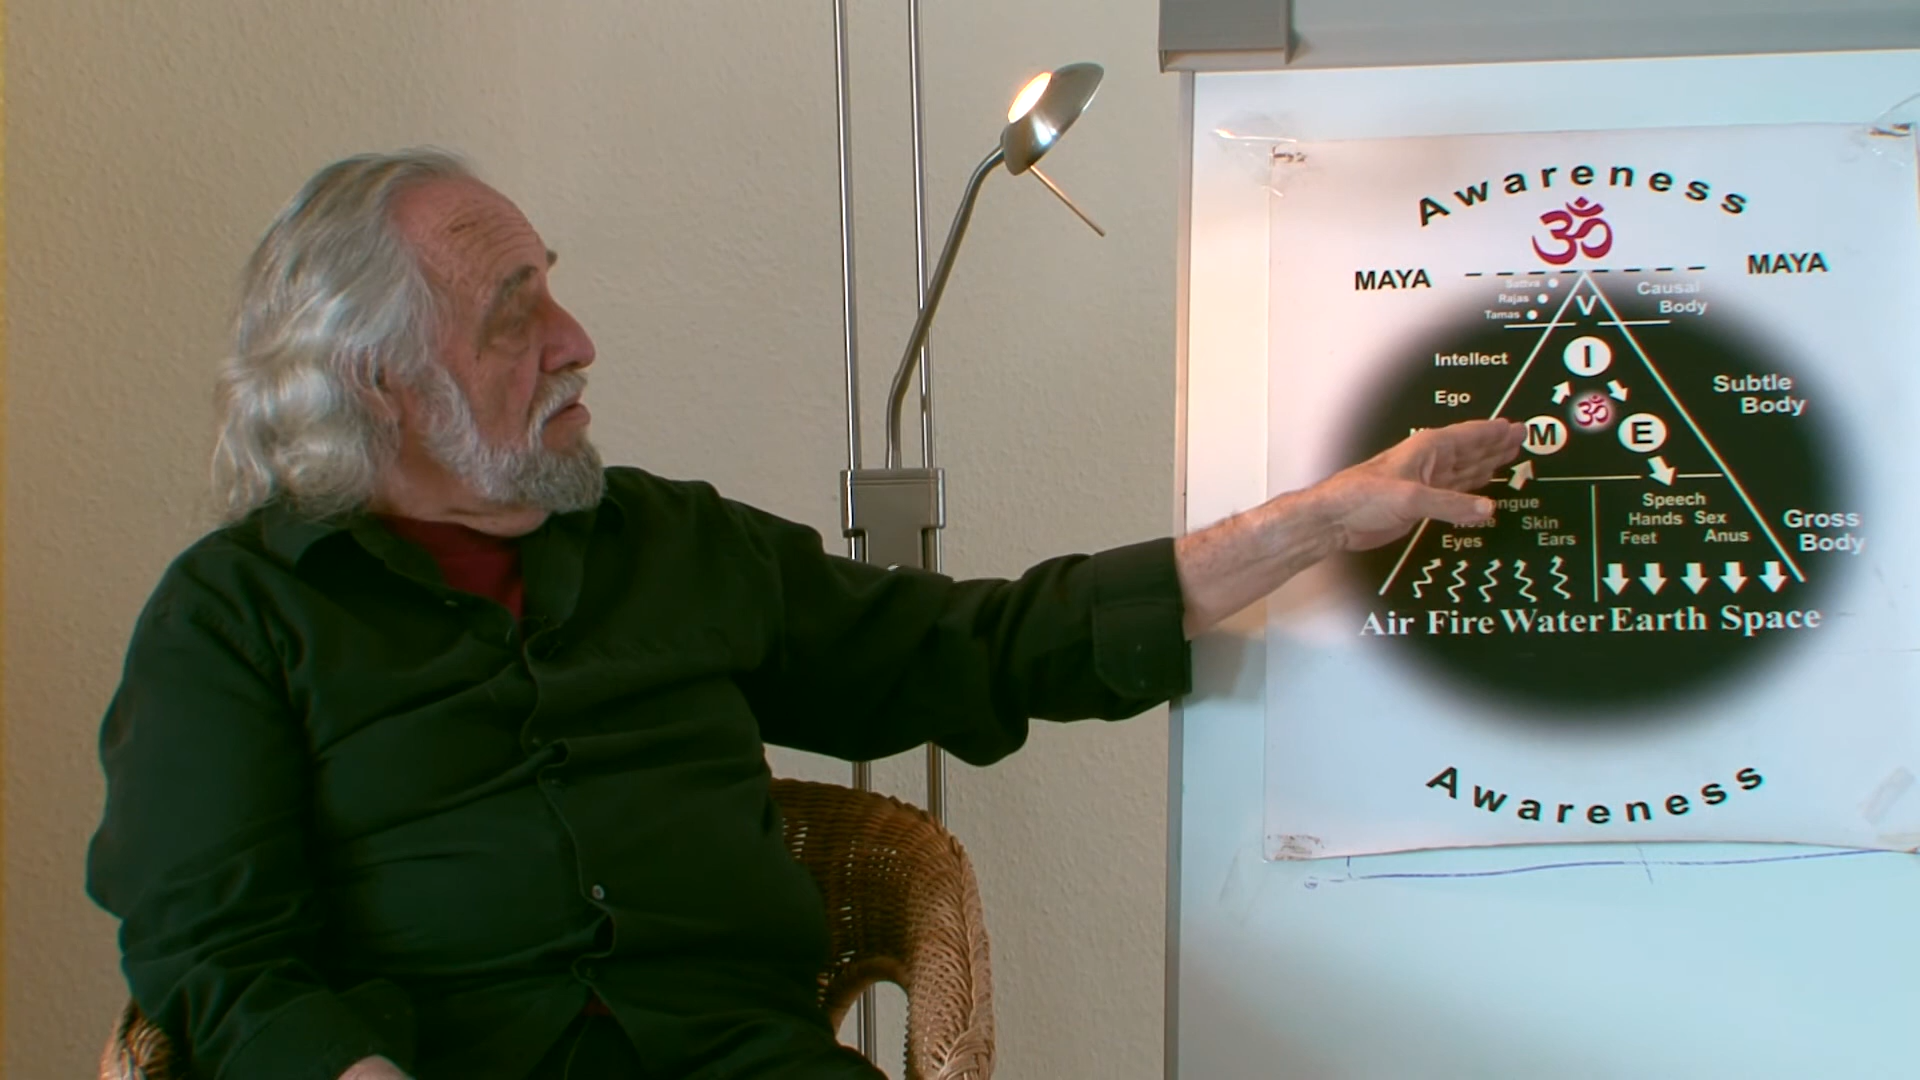 Awareness
ॐ
MAYA MAYA
Sattva
Rajas
Tamas
V
Causal
Body
I
Intellect
Ego
ॐ
M E
Subtle
Body
Speech
Hands Sex
Feet Anus
Skin
Eyes Ears
Gross
Body
Air Fire Water Earth Space
Awareness